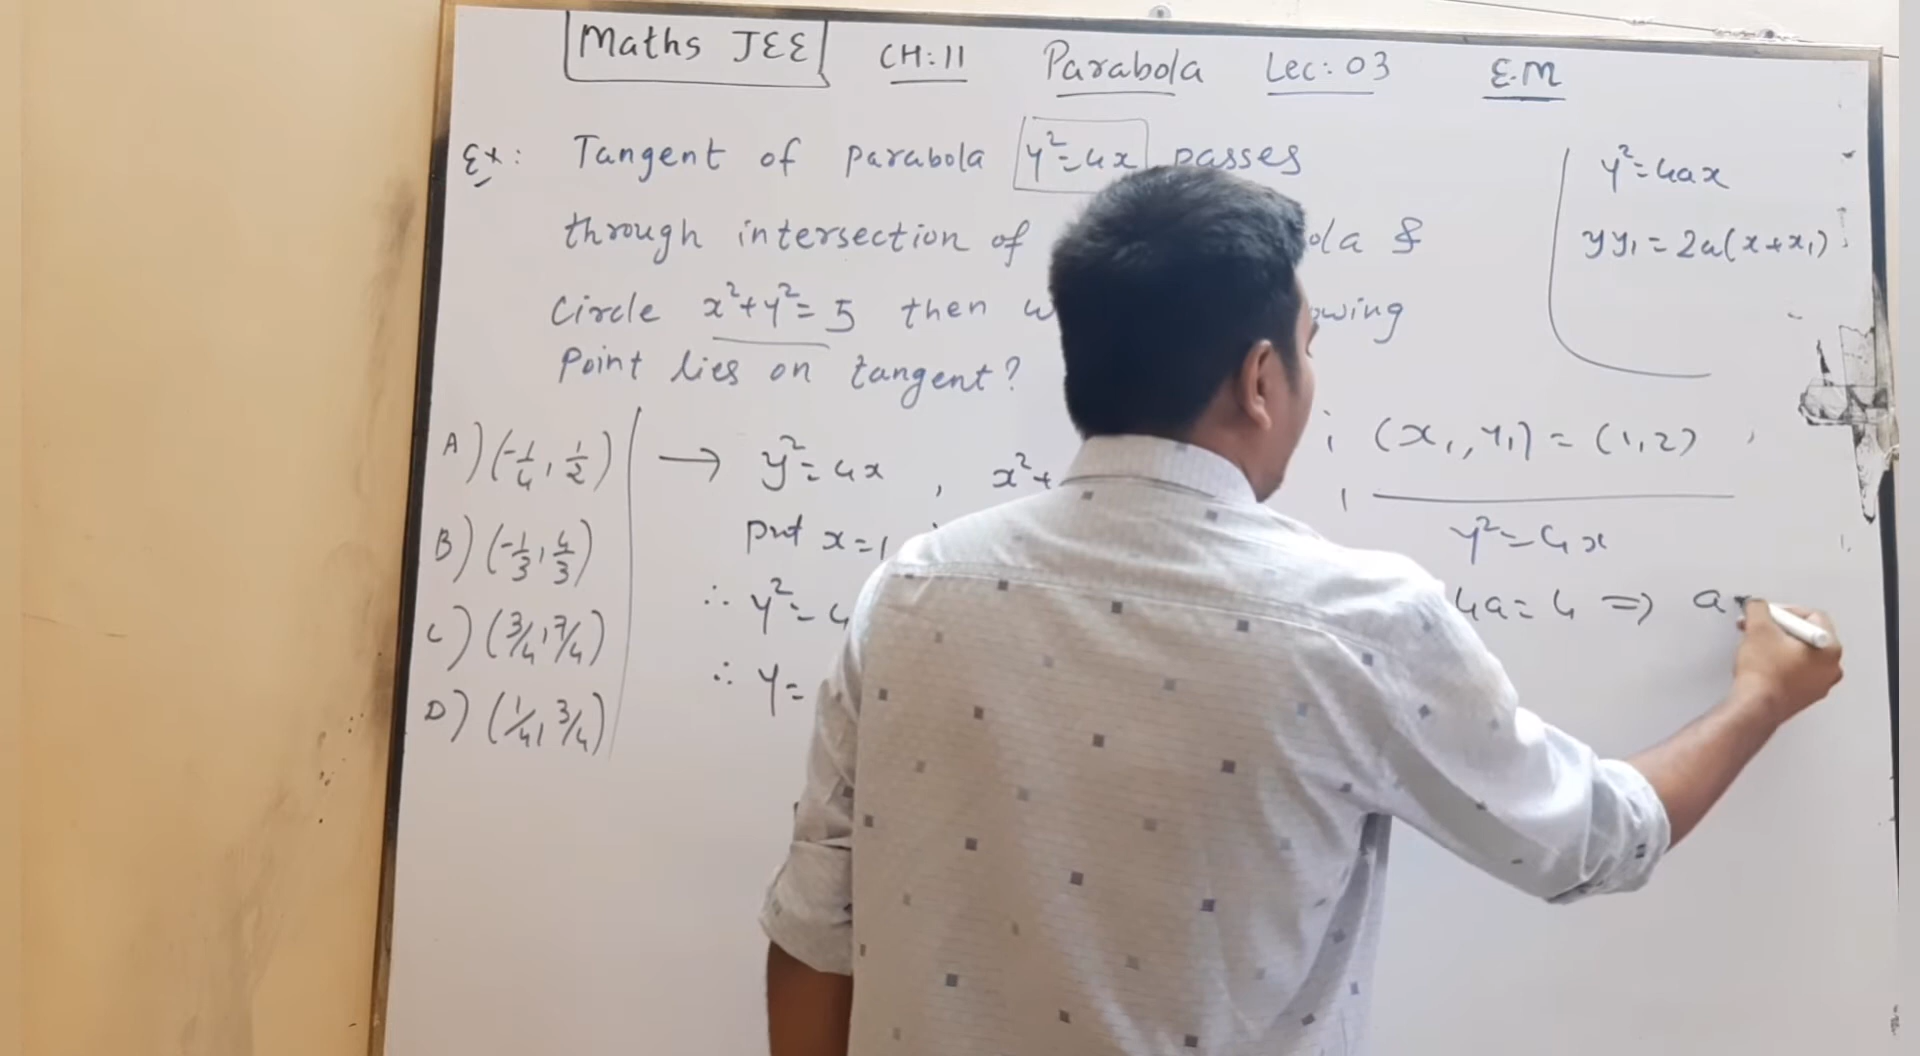 Maths JEE CH:11 Parabola Lec:03 E.M
Ex: Tangent of parabola y²=4x passes
through intersection of &
Circle x²+y²=5 then
Point lies on tangent?
y²=4ax
yy₁=2a(x+x₁)
A) (-1/4, 1/2)
B) (-1/3, 4/3)
C) (3/4, 7/4)
D) (1/4, 3/4)
→ y²=4x , x²+
Put x=1
∴ y²=4
∴ y=
; (x₁,y₁)=(1,2)
y²=4x
4a=4 ⇒ a